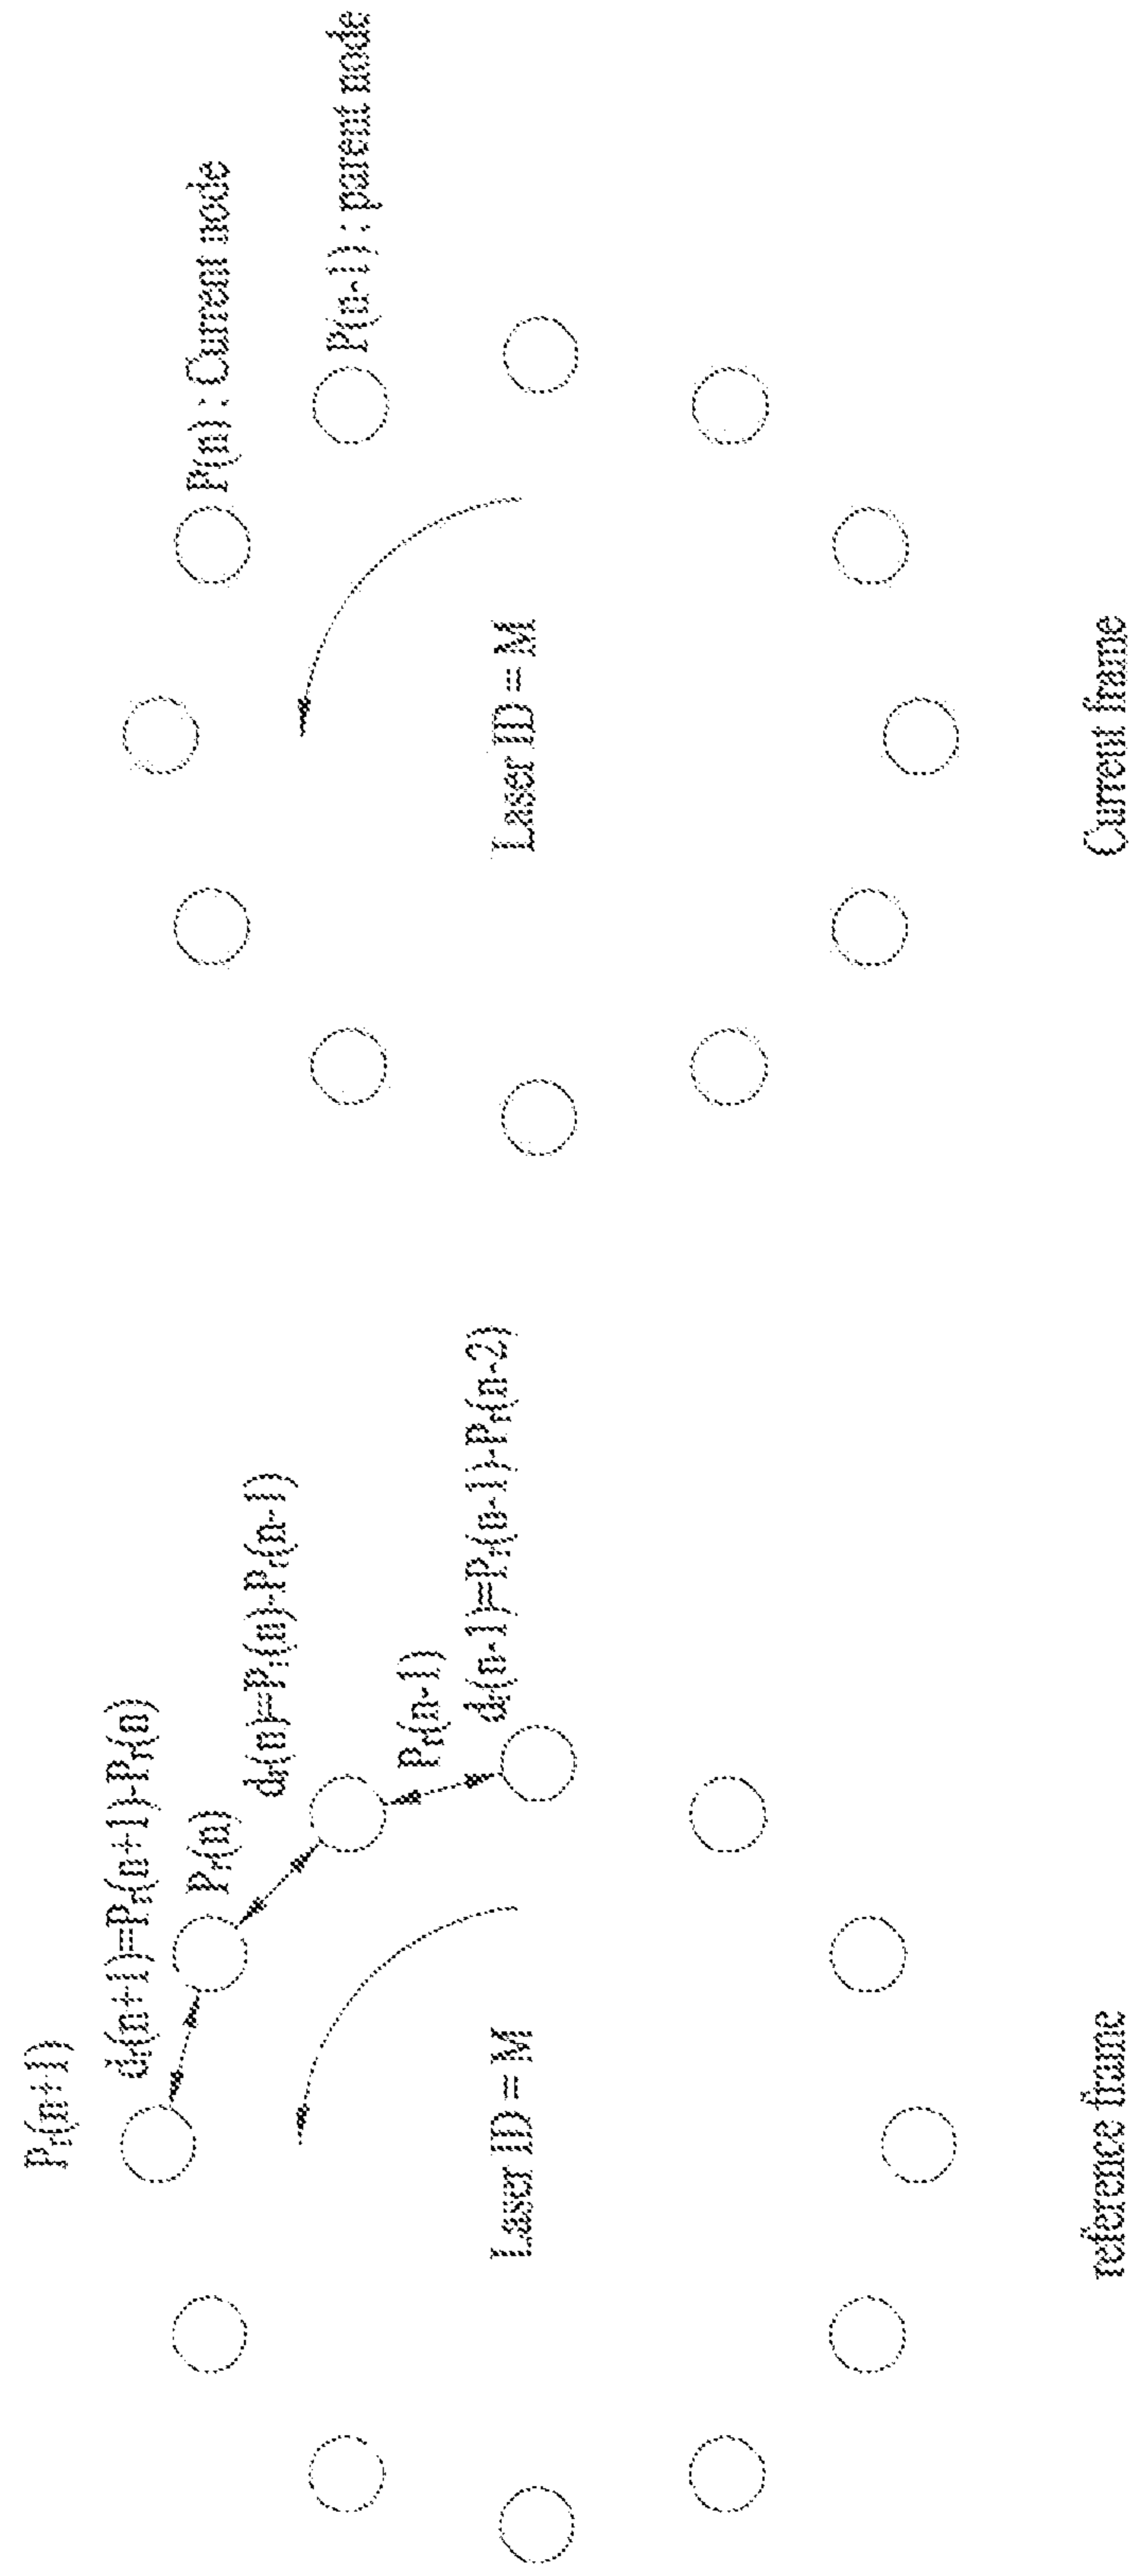 P_r(n+1)
d_r(n+1)=P_r(n+1)-P_r(n)
P_r(n)
d_r(n)=P_r(n)-P_r(n-1)
P_r(n-1)
d_r(n-1)=P_r(n-1)-P_r(n-2)
Laser ID = M
reference frame
P(n) : Current node
P(n-1) : parent node
Laser ID = M
Current frame